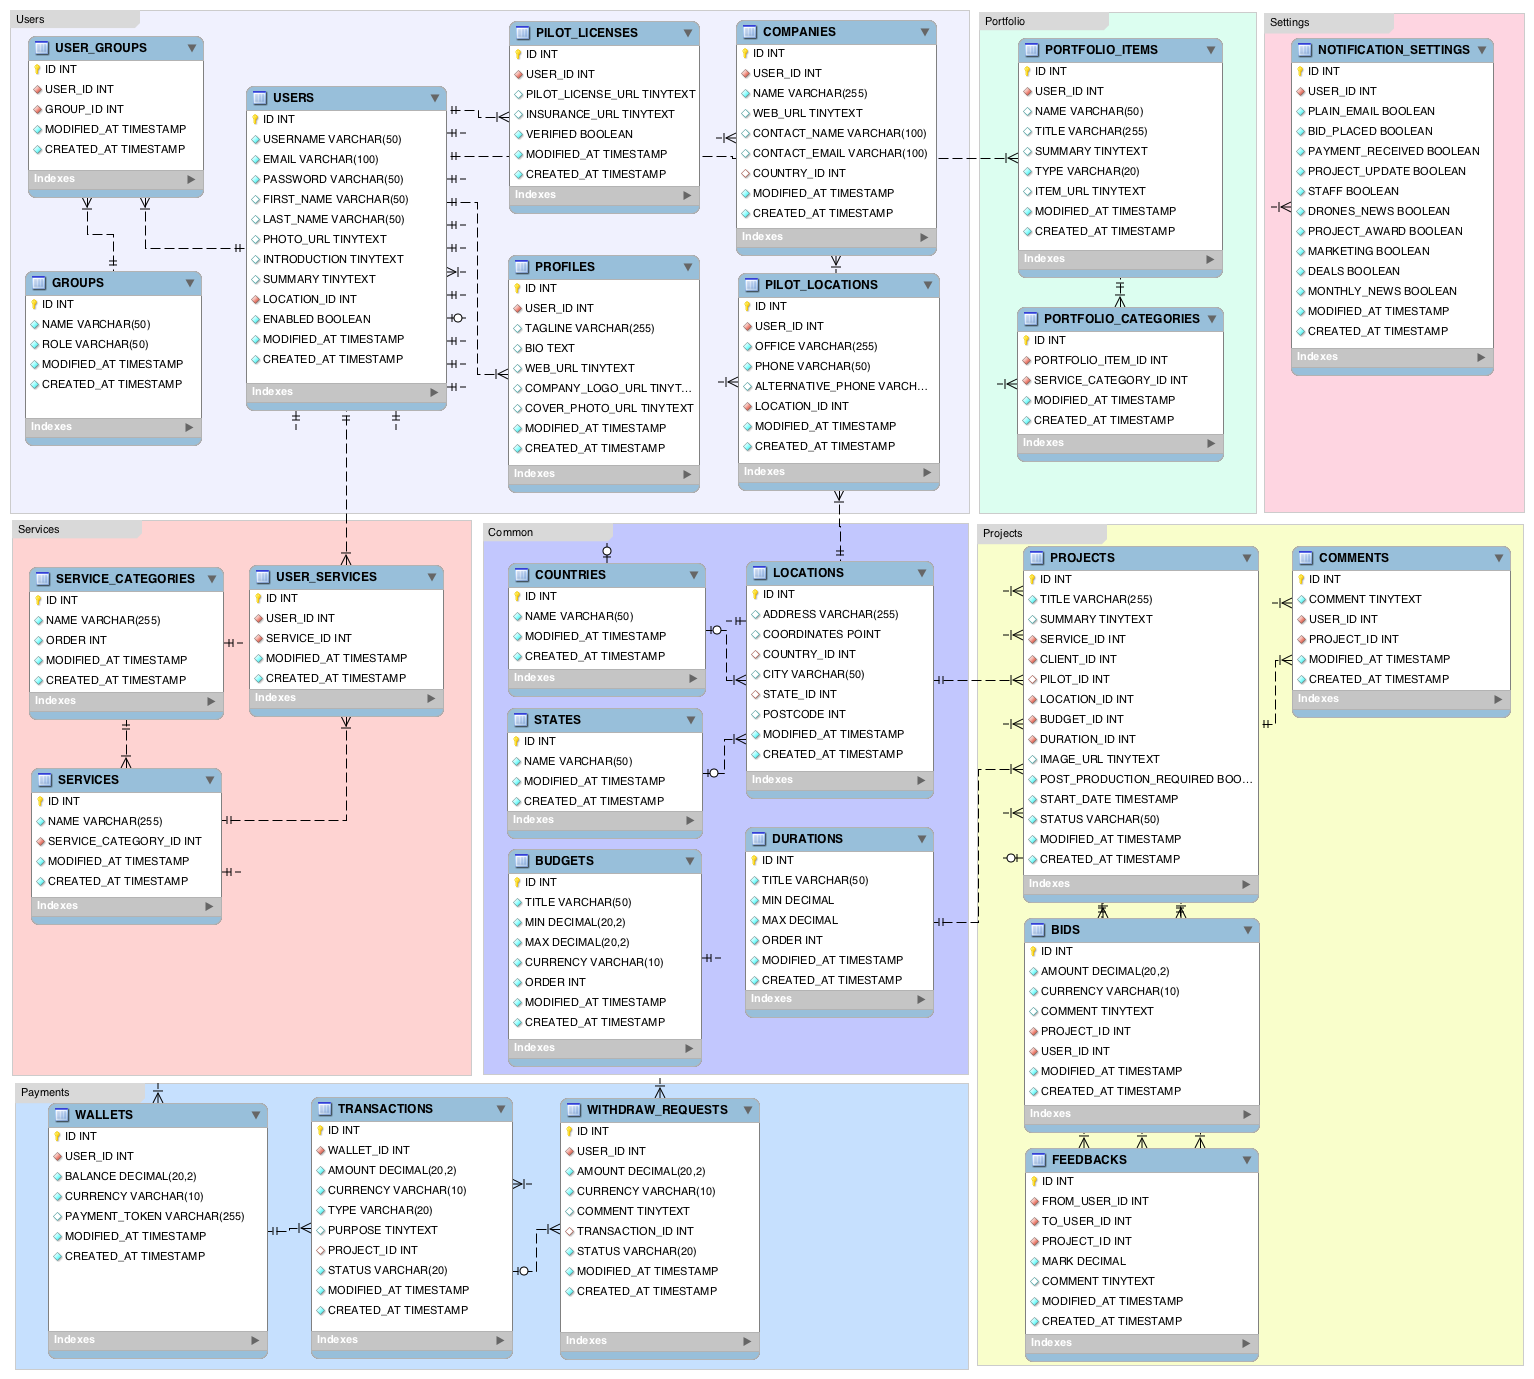 Users
USER_GROUPS
ID INT
USER_ID INT
GROUP_ID INT
MODIFIED_AT TIMESTAMP
CREATED_AT TIMESTAMP
Indexes
GROUPS
ID INT
NAME VARCHAR(50)
ROLE VARCHAR(50)
MODIFIED_AT TIMESTAMP
CREATED_AT TIMESTAMP
Indexes
USERS
ID INT
USERNAME VARCHAR(50)
EMAIL VARCHAR(100)
PASSWORD VARCHAR(50)
FIRST_NAME VARCHAR(50)
LAST_NAME VARCHAR(50)
PHOTO_URL TINYTEXT
INTRODUCTION TINYTEXT
SUMMARY TINYTEXT
LOCATION_ID INT
ENABLED BOOLEAN
MODIFIED_AT TIMESTAMP
CREATED_AT TIMESTAMP
Indexes
PILOT_LICENSES
ID INT
USER_ID INT
PILOT_LICENSE_URL TINYTEXT
INSURANCE_URL TINYTEXT
VERIFIED BOOLEAN
MODIFIED_AT TIMESTAMP
CREATED_AT TIMESTAMP
Indexes
PROFILES
ID INT
USER_ID INT
TAGLINE VARCHAR(255)
BIO TEXT
WEB_URL TINYTEXT
COMPANY_LOGO_URL TINYT...
COVER_PHOTO_URL TINYTEXT
MODIFIED_AT TIMESTAMP
CREATED_AT TIMESTAMP
Indexes
COMPANIES
ID INT
USER_ID INT
NAME VARCHAR(255)
WEB_URL TINYTEXT
CONTACT_NAME VARCHAR(100)
CONTACT_EMAIL VARCHAR(100)
COUNTRY_ID INT
MODIFIED_AT TIMESTAMP
CREATED_AT TIMESTAMP
Indexes
PILOT_LOCATIONS
ID INT
USER_ID INT
OFFICE VARCHAR(255)
PHONE VARCHAR(50)
ALTERNATIVE_PHONE VARCH...
LOCATION_ID INT
MODIFIED_AT TIMESTAMP
CREATED_AT TIMESTAMP
Indexes
Portfolio
PORTFOLIO_ITEMS
ID INT
USER_ID INT
NAME VARCHAR(50)
TITLE VARCHAR(255)
SUMMARY TINYTEXT
TYPE VARCHAR(20)
ITEM_URL TINYTEXT
MODIFIED_AT TIMESTAMP
CREATED_AT TIMESTAMP
Indexes
PORTFOLIO_CATEGORIES
ID INT
PORTFOLIO_ITEM_ID INT
SERVICE_CATEGORY_ID INT
MODIFIED_AT TIMESTAMP
CREATED_AT TIMESTAMP
Indexes
Settings
NOTIFICATION_SETTINGS
ID INT
USER_ID INT
PLAIN_EMAIL BOOLEAN
BID_PLACED BOOLEAN
PAYMENT_RECEIVED BOOLEAN
PROJECT_UPDATE BOOLEAN
STAFF BOOLEAN
DRONES_NEWS BOOLEAN
PROJECT_AWARD BOOLEAN
MARKETING BOOLEAN
DEALS BOOLEAN
MONTHLY_NEWS BOOLEAN
MODIFIED_AT TIMESTAMP
CREATED_AT TIMESTAMP
Indexes
Services
SERVICE_CATEGORIES
ID INT
NAME VARCHAR(255)
ORDER INT
MODIFIED_AT TIMESTAMP
CREATED_AT TIMESTAMP
Indexes
USER_SERVICES
ID INT
USER_ID INT
SERVICE_ID INT
MODIFIED_AT TIMESTAMP
CREATED_AT TIMESTAMP
Indexes
SERVICES
ID INT
NAME VARCHAR(255)
SERVICE_CATEGORY_ID INT
MODIFIED_AT TIMESTAMP
CREATED_AT TIMESTAMP
Indexes
Common
COUNTRIES
ID INT
NAME VARCHAR(50)
MODIFIED_AT TIMESTAMP
CREATED_AT TIMESTAMP
Indexes
STATES
ID INT
NAME VARCHAR(50)
MODIFIED_AT TIMESTAMP
CREATED_AT TIMESTAMP
Indexes
BUDGETS
ID INT
TITLE VARCHAR(50)
MIN DECIMAL(20,2)
MAX DECIMAL(20,2)
CURRENCY VARCHAR(10)
ORDER INT
MODIFIED_AT TIMESTAMP
CREATED_AT TIMESTAMP
Indexes
LOCATIONS
ID INT
ADDRESS VARCHAR(255)
COORDINATES POINT
COUNTRY_ID INT
CITY VARCHAR(50)
STATE_ID INT
POSTCODE INT
MODIFIED_AT TIMESTAMP
CREATED_AT TIMESTAMP
Indexes
DURATIONS
ID INT
TITLE VARCHAR(50)
MIN DECIMAL
MAX DECIMAL
ORDER INT
MODIFIED_AT TIMESTAMP
CREATED_AT TIMESTAMP
Indexes
Projects
PROJECTS
ID INT
TITLE VARCHAR(255)
SUMMARY TINYTEXT
SERVICE_ID INT
CLIENT_ID INT
PILOT_ID INT
LOCATION_ID INT
BUDGET_ID INT
DURATION_ID INT
IMAGE_URL TINYTEXT
POST_PRODUCTION_REQUIRED BOO...
START_DATE TIMESTAMP
STATUS VARCHAR(50)
MODIFIED_AT TIMESTAMP
CREATED_AT TIMESTAMP
Indexes
COMMENTS
ID INT
COMMENT TINYTEXT
USER_ID INT
PROJECT_ID INT
MODIFIED_AT TIMESTAMP
CREATED_AT TIMESTAMP
Indexes
BIDS
ID INT
AMOUNT DECIMAL(20,2)
CURRENCY VARCHAR(10)
COMMENT TINYTEXT
PROJECT_ID INT
USER_ID INT
MODIFIED_AT TIMESTAMP
CREATED_AT TIMESTAMP
Indexes
FEEDBACKS
ID INT
FROM_USER_ID INT
TO_USER_ID INT
PROJECT_ID INT
MARK DECIMAL
COMMENT TINYTEXT
MODIFIED_AT TIMESTAMP
CREATED_AT TIMESTAMP
Indexes
Payments
WALLETS
ID INT
USER_ID INT
BALANCE DECIMAL(20,2)
CURRENCY VARCHAR(10)
PAYMENT_TOKEN VARCHAR(255)
MODIFIED_AT TIMESTAMP
CREATED_AT TIMESTAMP
Indexes
TRANSACTIONS
ID INT
WALLET_ID INT
AMOUNT DECIMAL(20,2)
CURRENCY VARCHAR(10)
TYPE VARCHAR(20)
PURPOSE TINYTEXT
PROJECT_ID INT
STATUS VARCHAR(20)
MODIFIED_AT TIMESTAMP
CREATED_AT TIMESTAMP
Indexes
WITHDRAW_REQUESTS
ID INT
USER_ID INT
AMOUNT DECIMAL(20,2)
CURRENCY VARCHAR(10)
COMMENT TINYTEXT
TRANSACTION_ID INT
STATUS VARCHAR(20)
MODIFIED_AT TIMESTAMP
CREATED_AT TIMESTAMP
Indexes